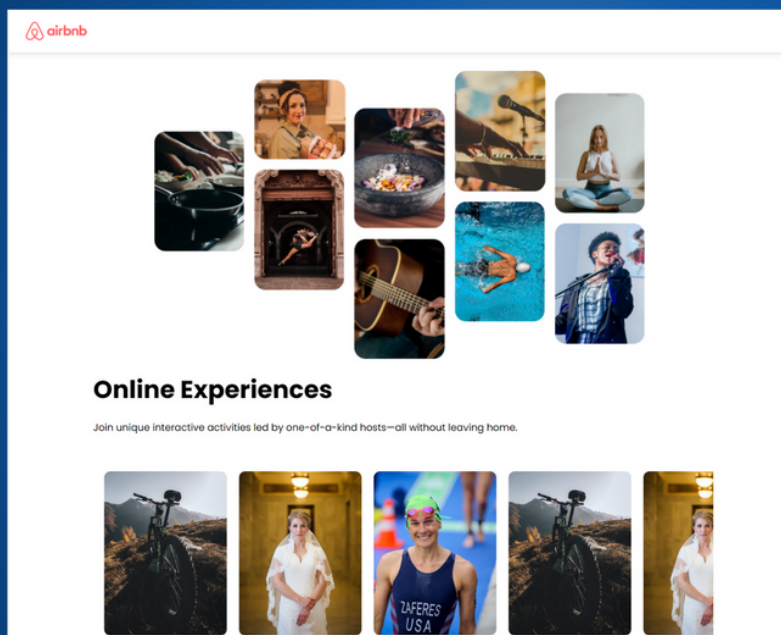 airbnb
Online Experiences
Join unique interactive activities led by one-of-a-kind hosts—all without leaving home.
ZAFERES
USA